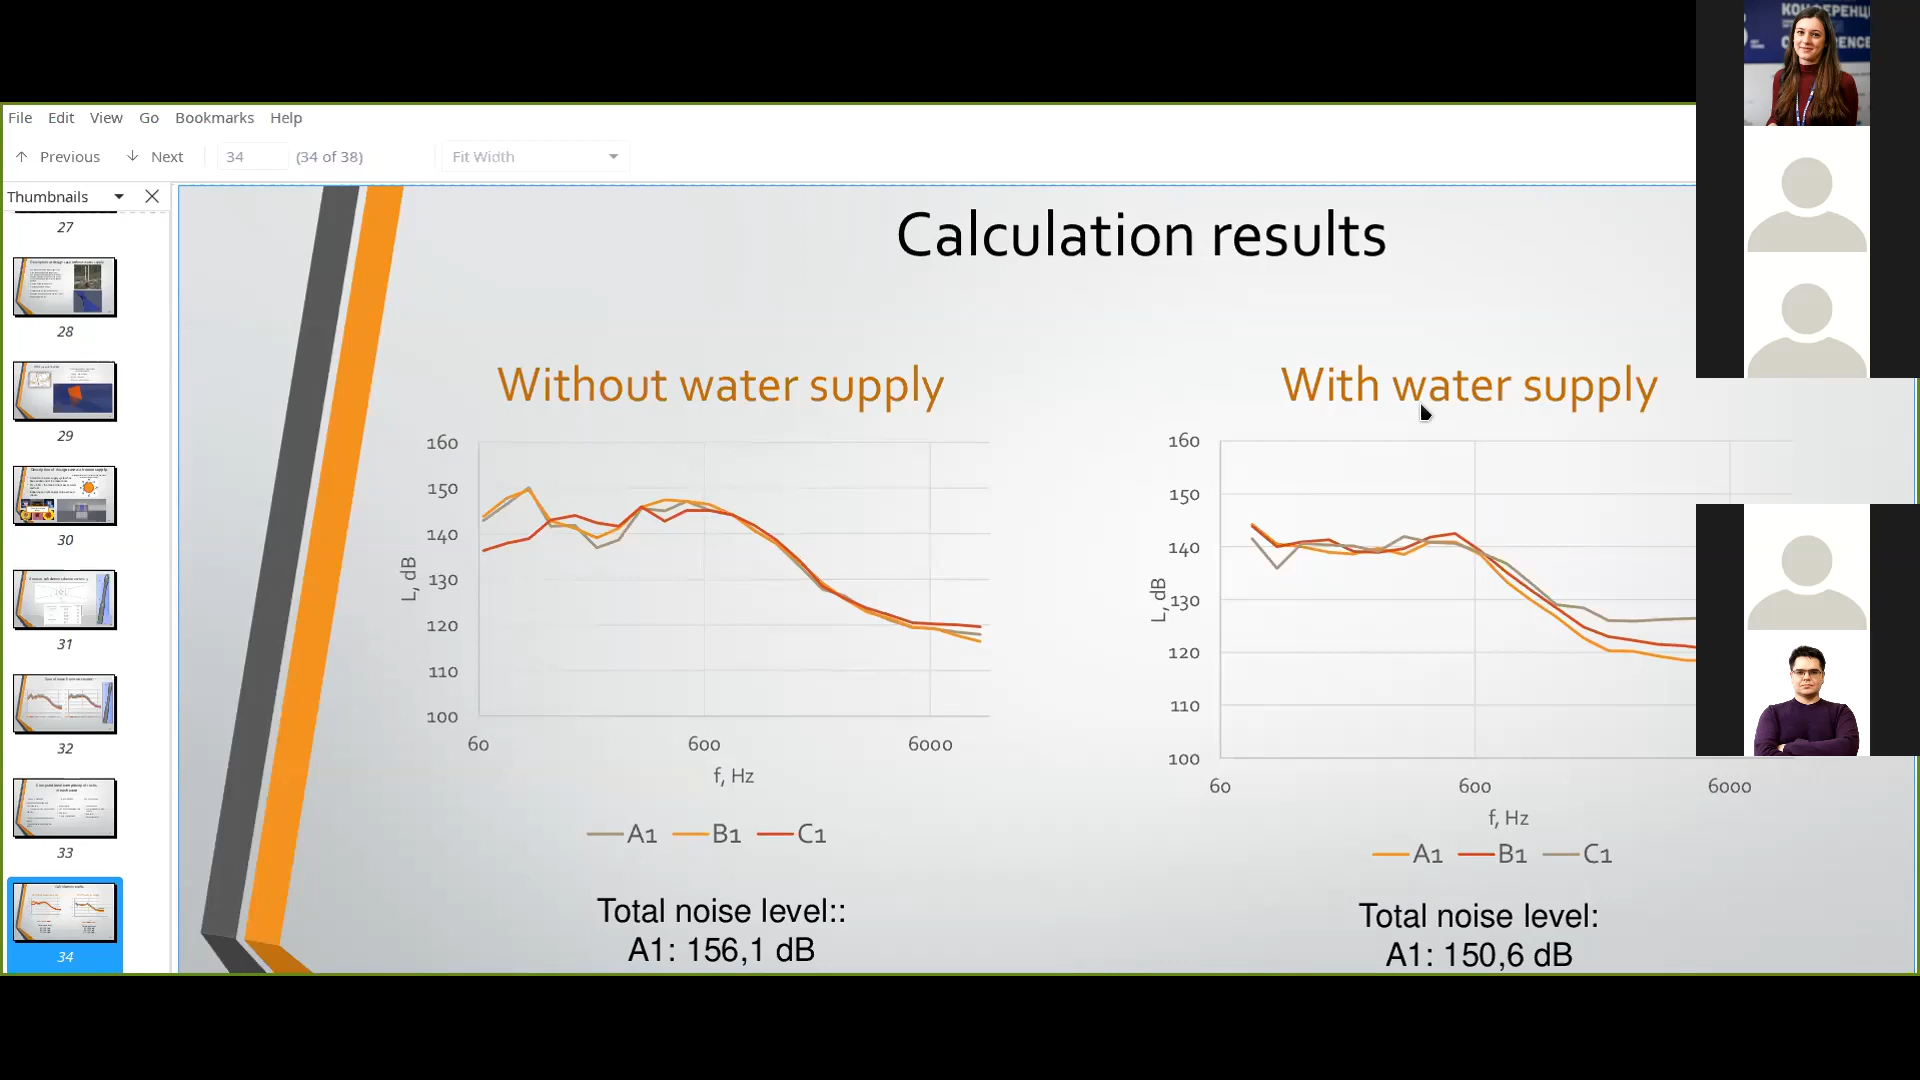 КОНФЕРЕНЦ
CONFERENCE
File Edit View Go Bookmarks Help
Previous Next 34 (34 of 38) Fit Width
Thumbnails
27
28
29
30
31
32
33
34
Calculation results
Without water supply
160
150
140
130
120
110
100
L, dB
60 600 6000
f, Hz
A1 B1 C1
Total noise level::
A1: 156,1 dB
With water supply
160
150
140
130
120
110
100
L, dB
60 600 6000
f, Hz
A1 B1 C1
Total noise level:
A1: 150,6 dB